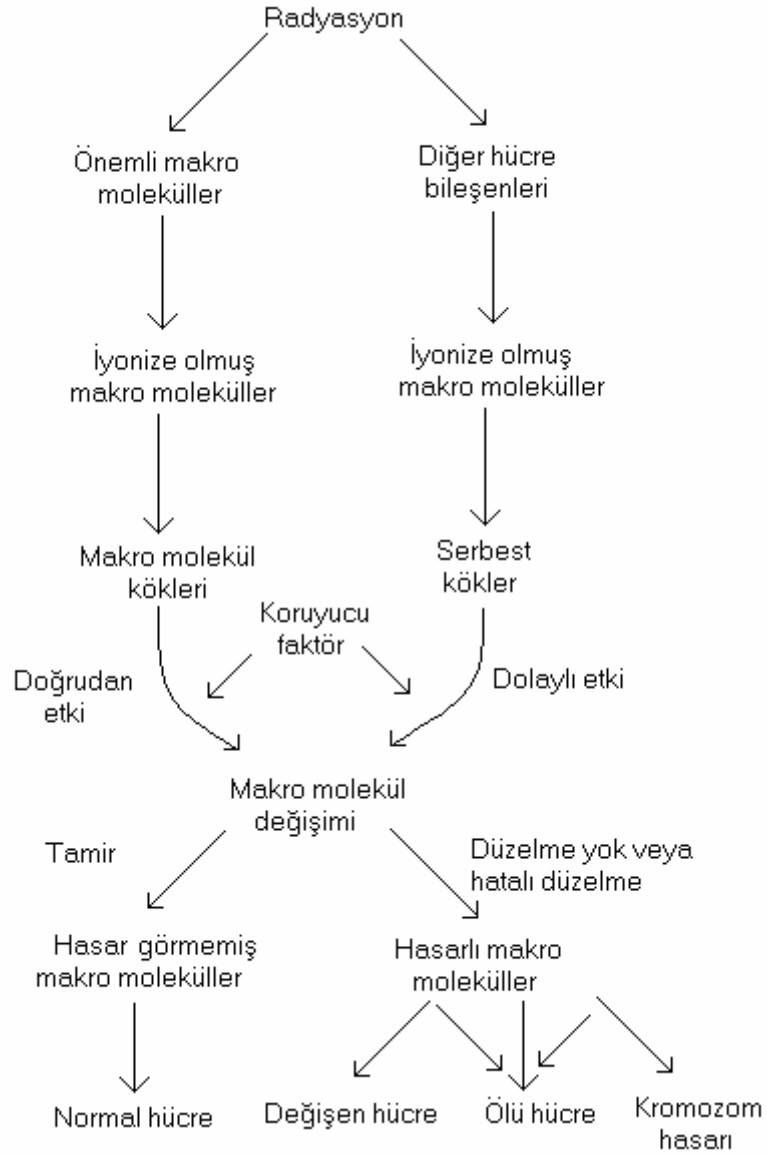 Radyasyon
Önemli makro
moleküller
Diğer hücre
bileşenleri
İyonize olmuş
makro moleküller
İyonize olmuş
makro moleküller
Makro molekül
kökleri
Serbest
kökler
Koruyucu
faktör
Doğrudan
etki
Dolaylı etki
Makro molekül
değişimi
Tamir
Düzelme yok veya
hatalı düzelme
Hasar görmemiş
makro moleküller
Hasarlı makro
moleküller
Normal hücre
Değişen hücre
Ölü hücre
Kromozom
hasarı